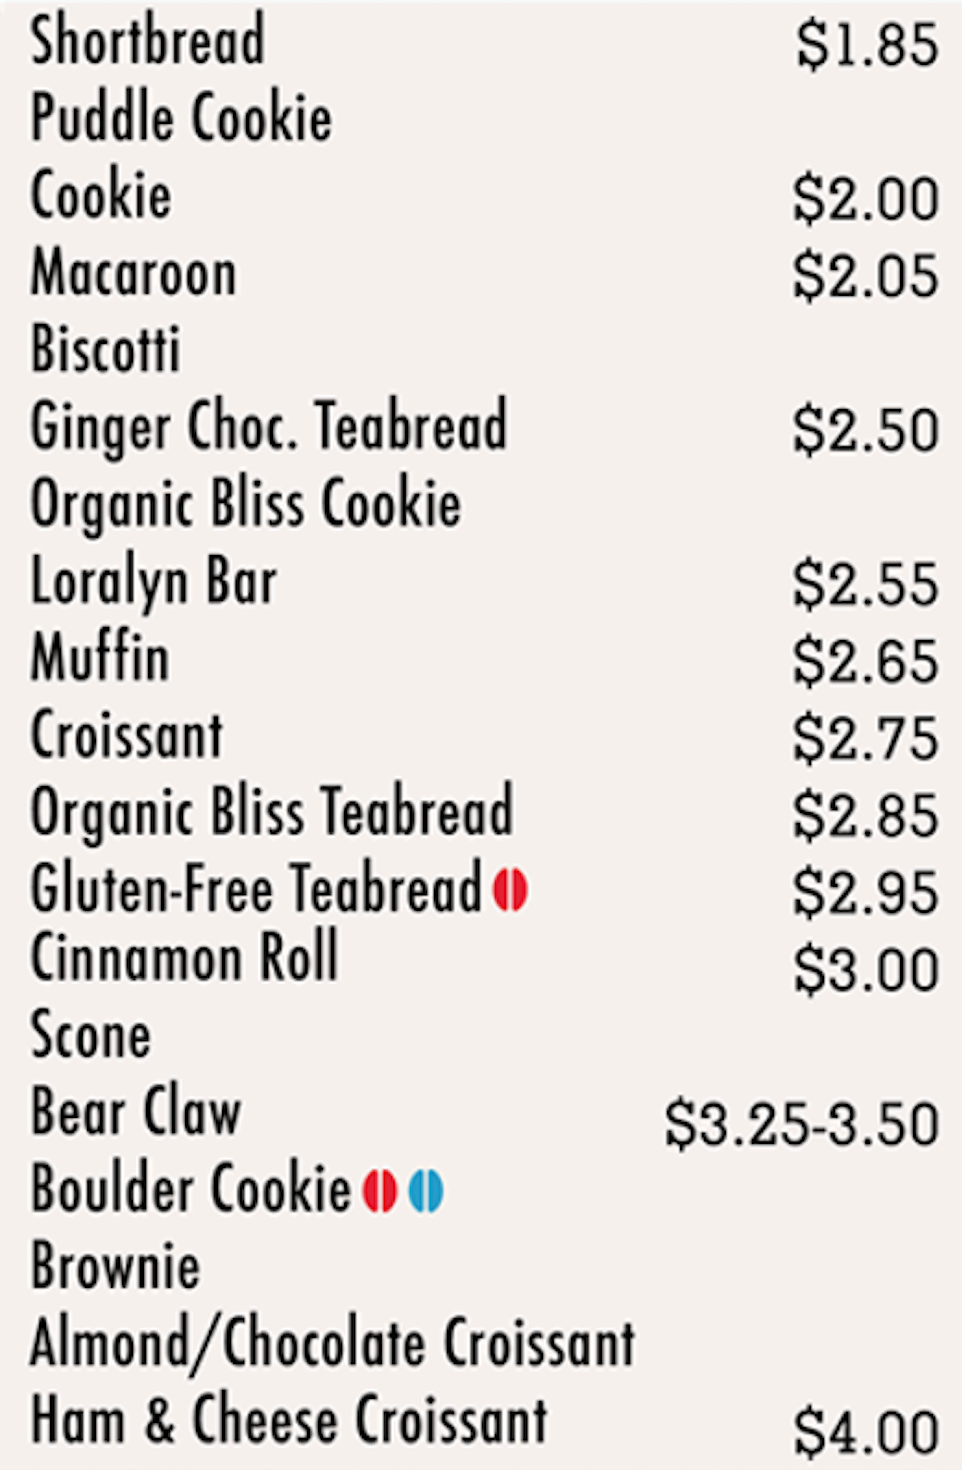 Shortbread $1.85
Puddle Cookie
Cookie $2.00
Macaroon $2.05
Biscotti
Ginger Choc. Teabread $2.50
Organic Bliss Cookie
Loralyn Bar $2.55
Muffin $2.65
Croissant $2.75
Organic Bliss Teabread $2.85
Gluten-Free Teabread $2.95
Cinnamon Roll $3.00
Scone
Bear Claw $3.25-3.50
Boulder Cookie
Brownie
Almond/Chocolate Croissant
Ham & Cheese Croissant $4.00